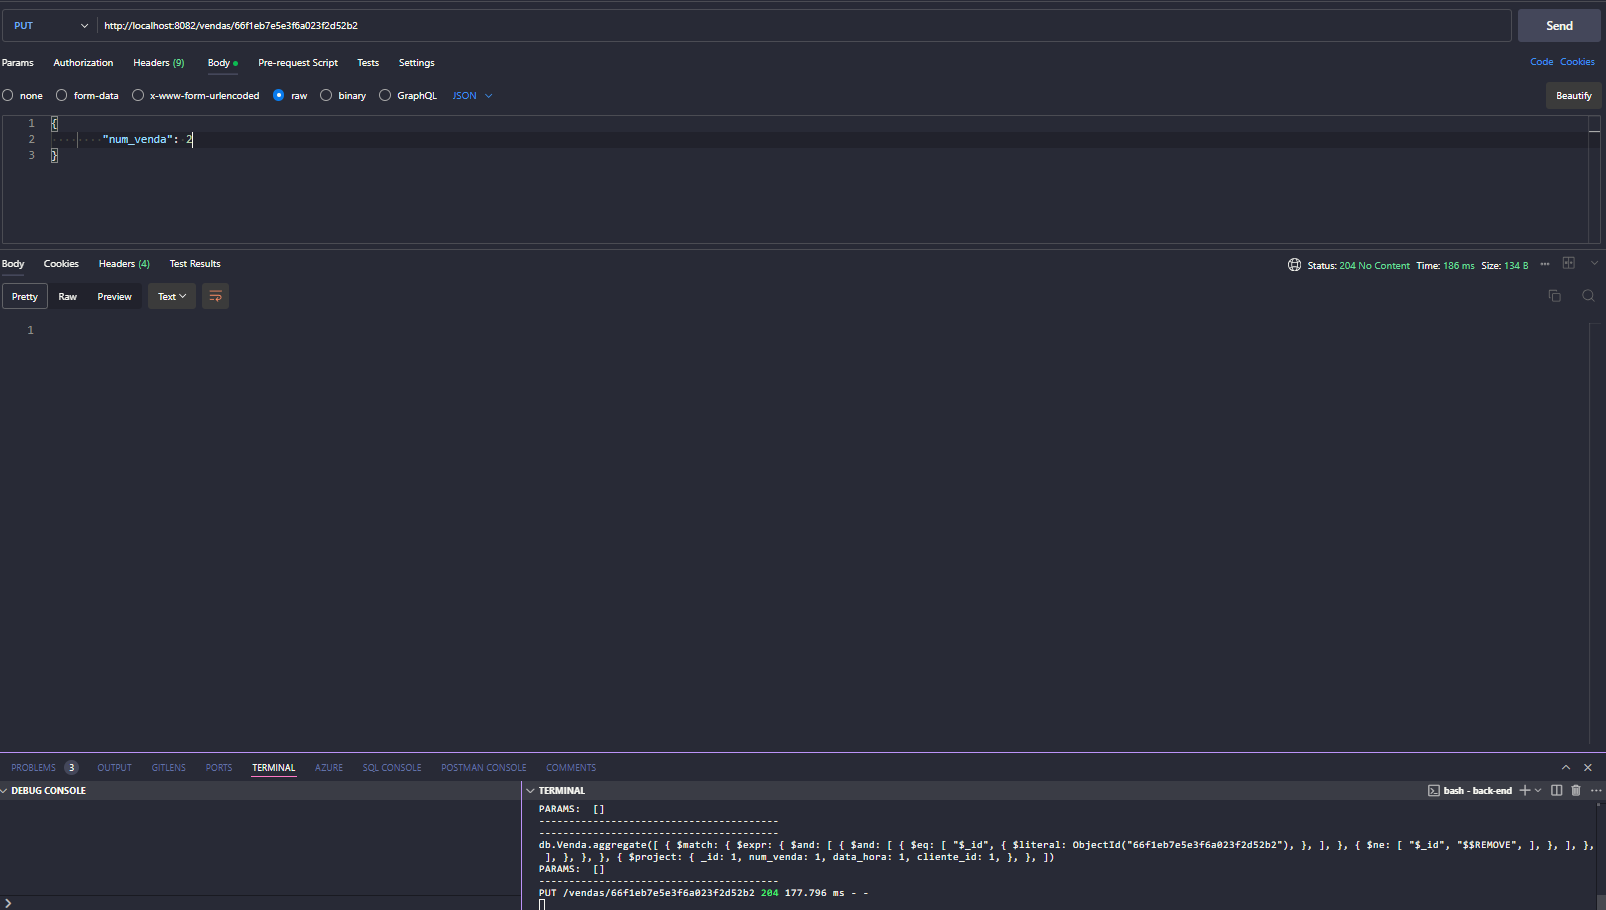 PUT http://localhost:8082/vendas/66f1eb7e5e3f6a023f2d52b2 Send
Params Authorization Headers (9) Body Pre-request Script Tests Settings Code Cookies
none form-data x-www-form-urlencoded raw binary GraphQL JSON Beautify
1 {
2 "num_venda": 2
3 }
Body Cookies Headers (4) Test Results Status: 204 No Content Time: 186 ms Size: 134 B
Pretty Raw Preview Text
1
PROBLEMS 3 OUTPUT GITLENS PORTS TERMINAL AZURE SQL CONSOLE POSTMAN CONSOLE COMMENTS
DEBUG CONSOLE TERMINAL bash - back-end
PARAMS: []
----------------------------------------
----------------------------------------
db.Venda.aggregate([ { $match: { $expr: { $and: [ { $and: [ { $eq: [ "$_id", { $literal: ObjectId("66f1eb7e5e3f6a023f2d52b2"), }, ], }, { $ne: [ "$_id", "$$REMOVE", ], }, ], },
], }, }, }, { $project: { _id: 1, num_venda: 1, data_hora: 1, cliente_id: 1, }, }, ])
PARAMS: []
----------------------------------------
PUT /vendas/66f1eb7e5e3f6a023f2d52b2 204 177.796 ms - -